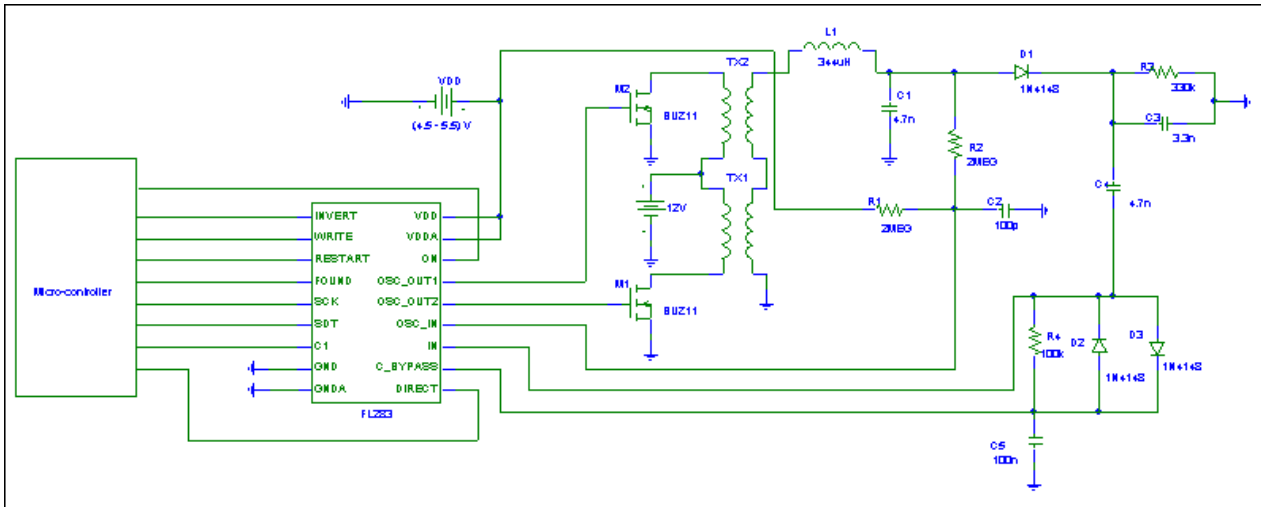 L1
344uH
D1
1N4148
R3
330k
C3
3.3n
VDD
(4.5 - 5.5) V
M2
BUZ11
TX2
C1
4.7n
R2
2MEG
C4
4.7n
TX1
12V
R1
2MEG
C2
100p
Micro-controller
INVERT
WRITE
RESTART
FOUND
SCK
SDT
C1
GND
GNDA
VDD
VDDA
ON
OSC_OUT1
OSC_OUT2
OSC_IN
IN
C_BYPASS
DIRECT
M1
BUZ11
R4
100k
D2
1N4148
D3
1N4148
C5
100n